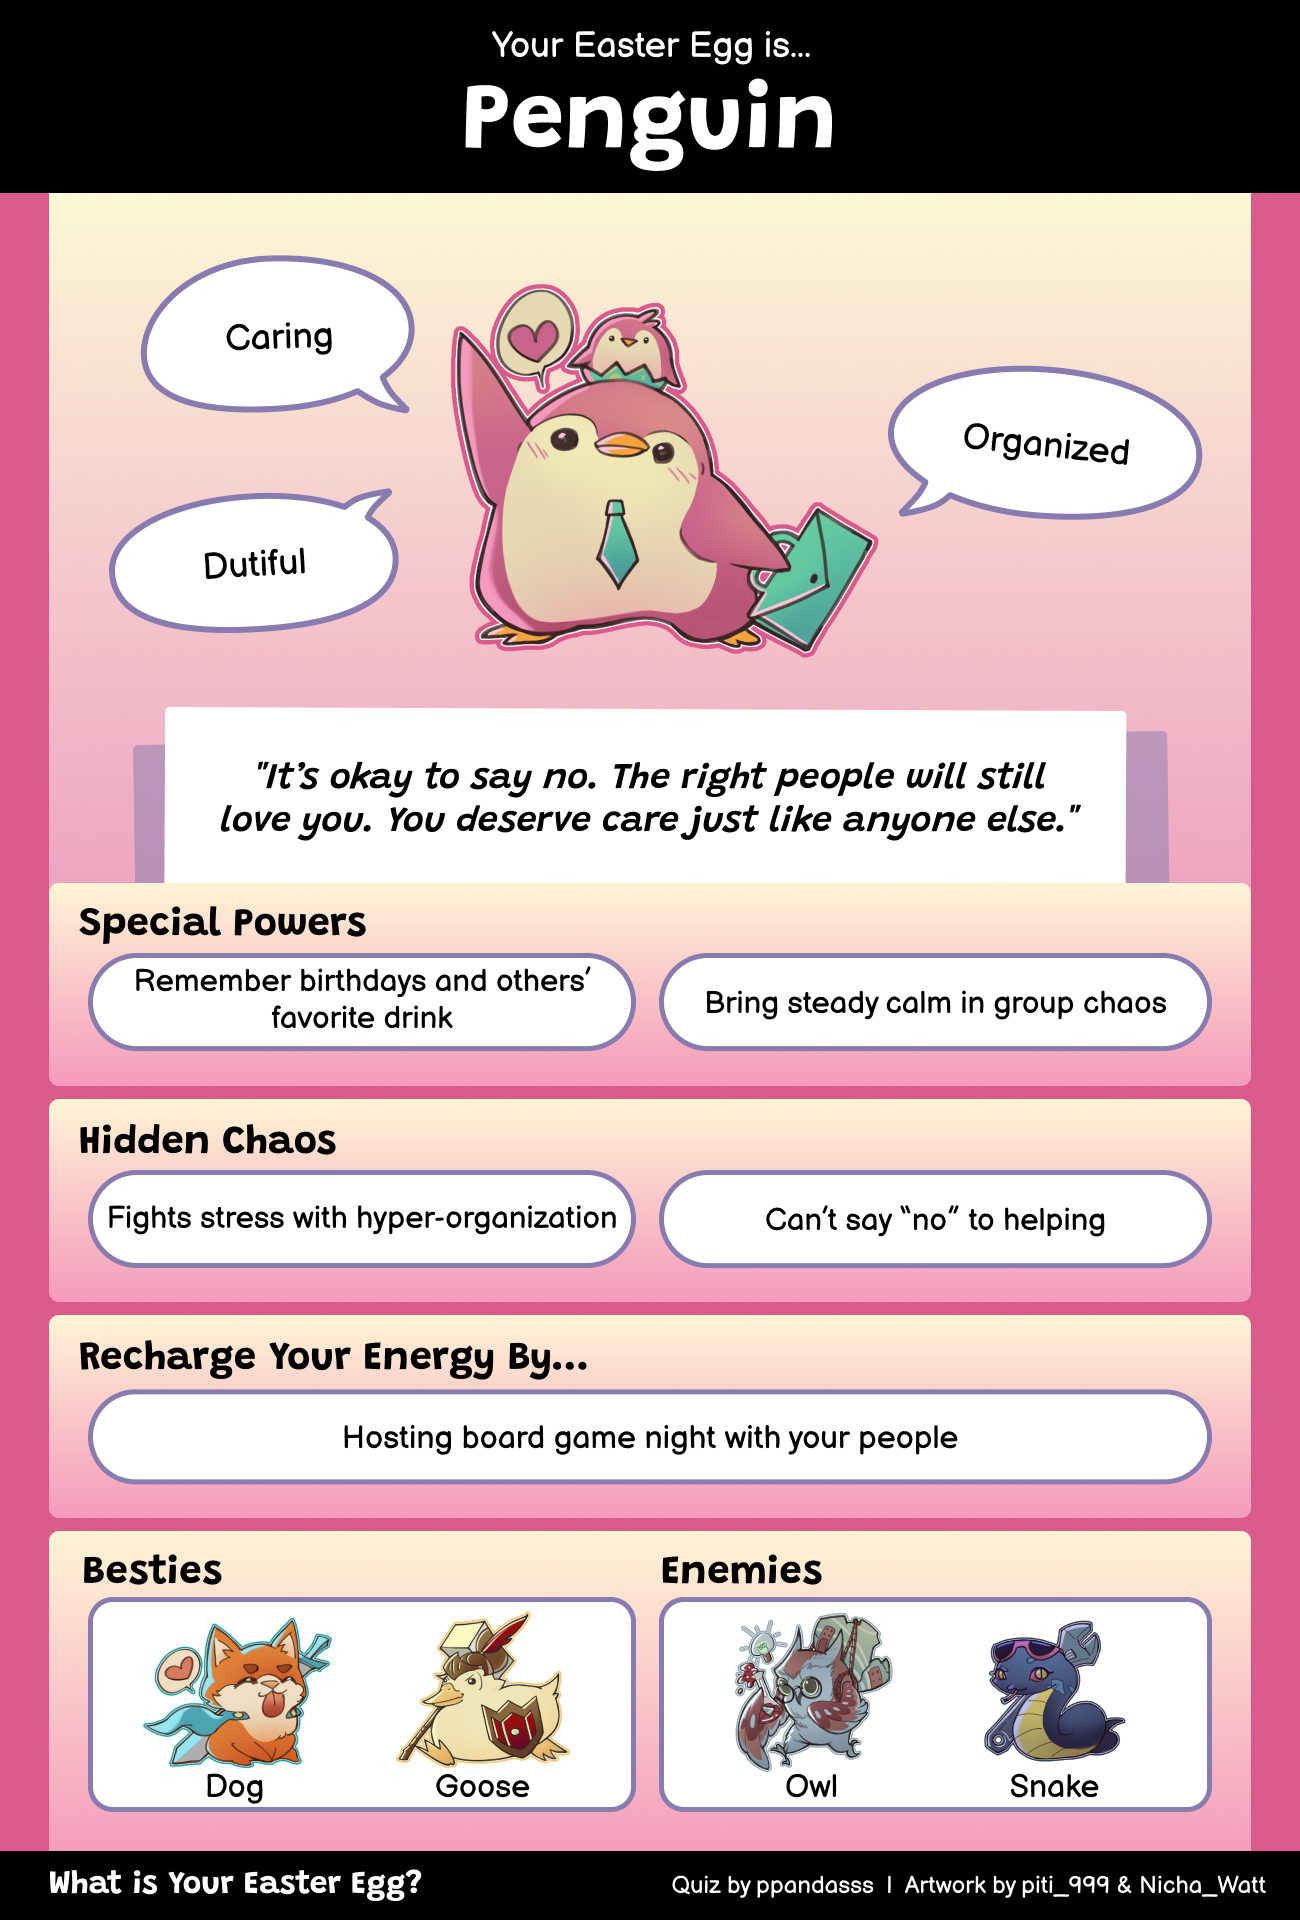 Your Easter Egg is...
Penguin
Caring
Organized
Dutiful
"It’s okay to say no. The right people will still
love you. You deserve care just like anyone else."
Special Powers
Remember birthdays and others’
favorite drink
Bring steady calm in group chaos
Hidden Chaos
Fights stress with hyper-organization
Can’t say “no” to helping
Recharge Your Energy By...
Hosting board game night with your people
Besties
Enemies
Dog
Goose
Owl
Snake
What is Your Easter Egg?
Quiz by ppandasss | Artwork by piti_999 & Nicha_Watt